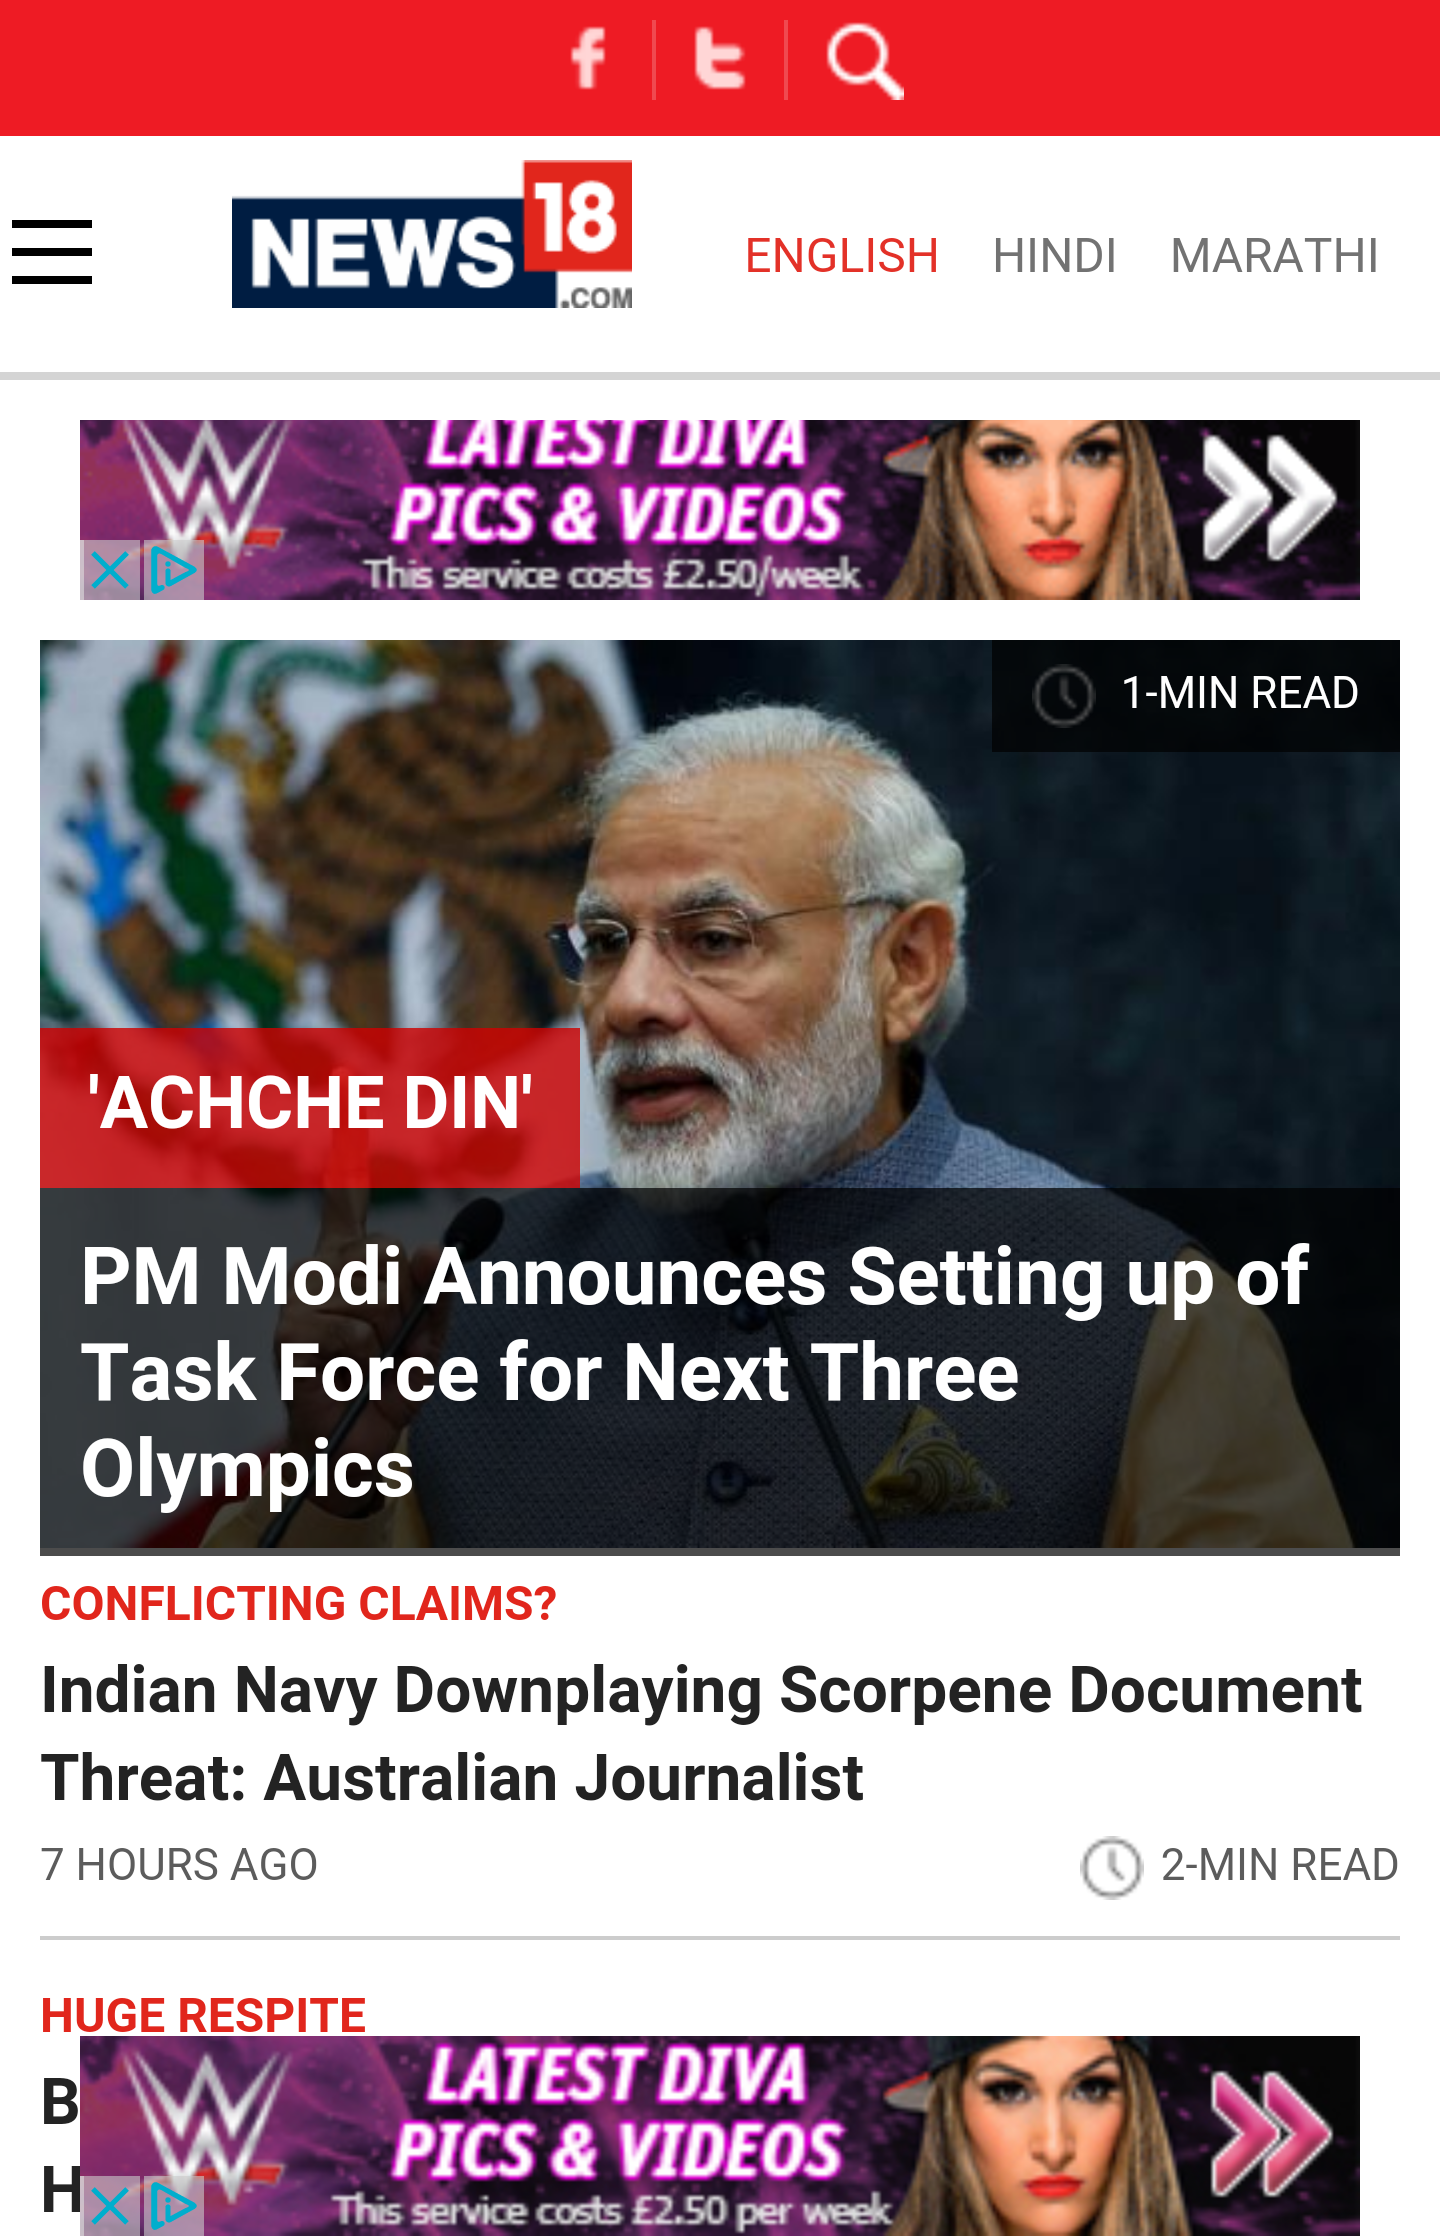 NEWS 18
.COM
ENGLISH HINDI MARATHI
LATEST DIVA
PICS & VIDEOS
This service costs £2.50/week
1-MIN READ
'ACHCHE DIN'
PM Modi Announces Setting up of
Task Force for Next Three
Olympics
CONFLICTING CLAIMS?
Indian Navy Downplaying Scorpene Document
Threat: Australian Journalist
7 HOURS AGO 2-MIN READ
HUGE RESPITE
B
H
LATEST DIVA
PICS & VIDEOS
This service costs £2.50 per week